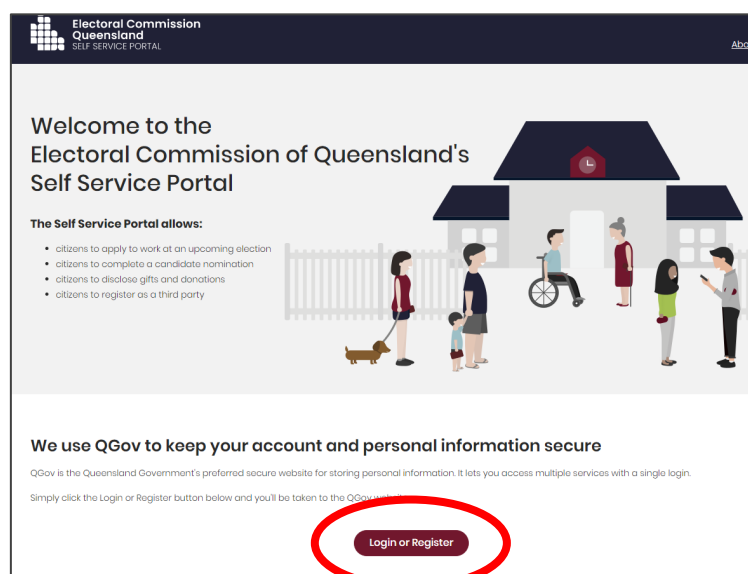 Electoral Commission
Queensland
SELF SERVICE PORTAL
Welcome to the
Electoral Commission of Queensland's
Self Service Portal
The Self Service Portal allows:
• citizens to apply to work at an upcoming election
• citizens to complete a candidate nomination
• citizens to disclose gifts and donations
• citizens to register as a third party
We use QGov to keep your account and personal information secure
QGov is the Queensland Government's preferred secure website for storing personal information. It lets you access multiple services with a single login.
Simply click the Login or Register button below and you'll be taken to the QGov
Login or Register